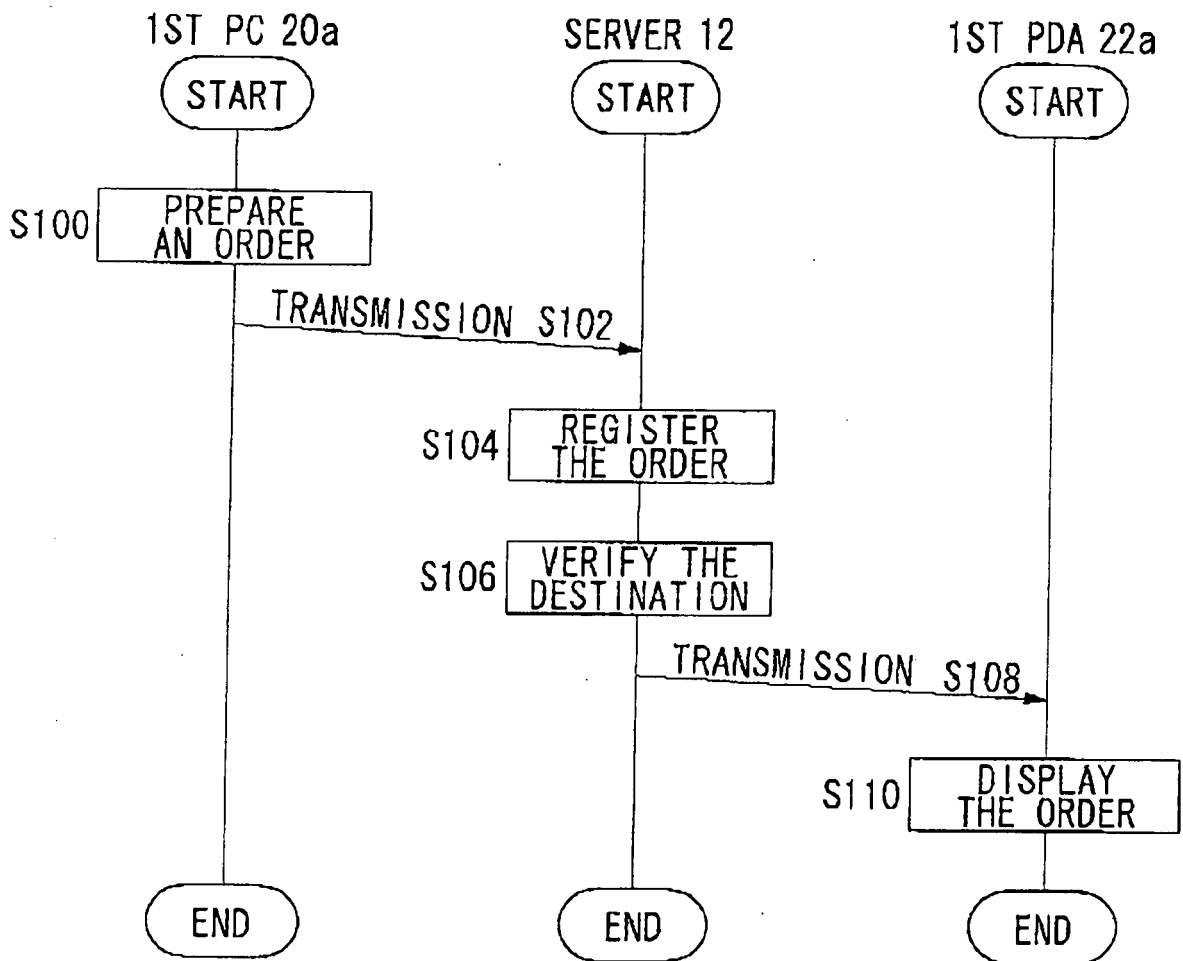 1ST PC 20a
SERVER 12
1ST PDA 22a
START
START
START
S100
PREPARE
AN ORDER
TRANSMISSION S102
S104
REGISTER
THE ORDER
S106
VERIFY THE
DESTINATION
TRANSMISSION S108
S110
DISPLAY
THE ORDER
END
END
END